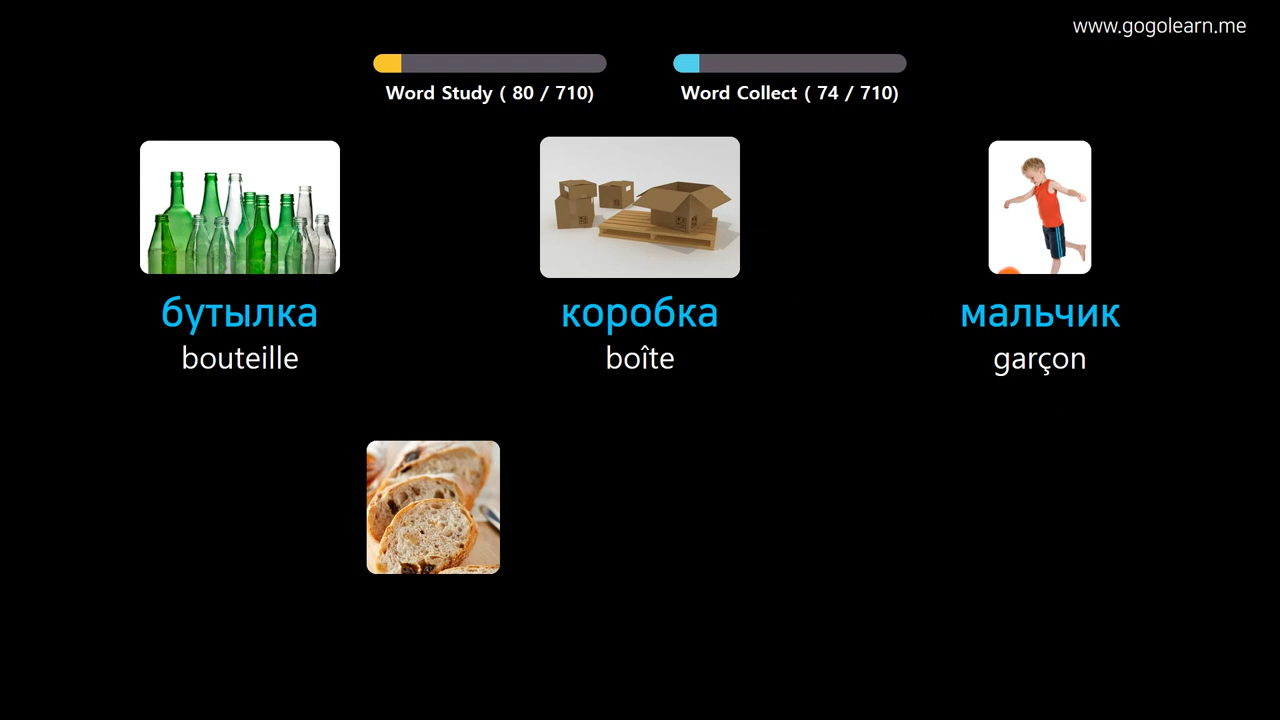 www.gogolearn.me
Word Study ( 80 / 710)
Word Collect ( 74 / 710)
бутылка
bouteille
коробка
boîte
мальчик
garçon